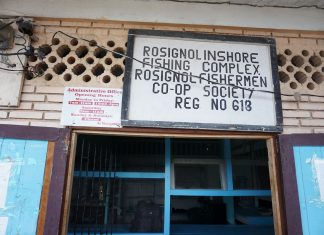 ROSIGNOL INSHORE
FISHING COMPLEX
ROSIGNOL FISHERMEN
CO-OP SOCIETY
REG NO 618
Administrative Office
Opening Hours